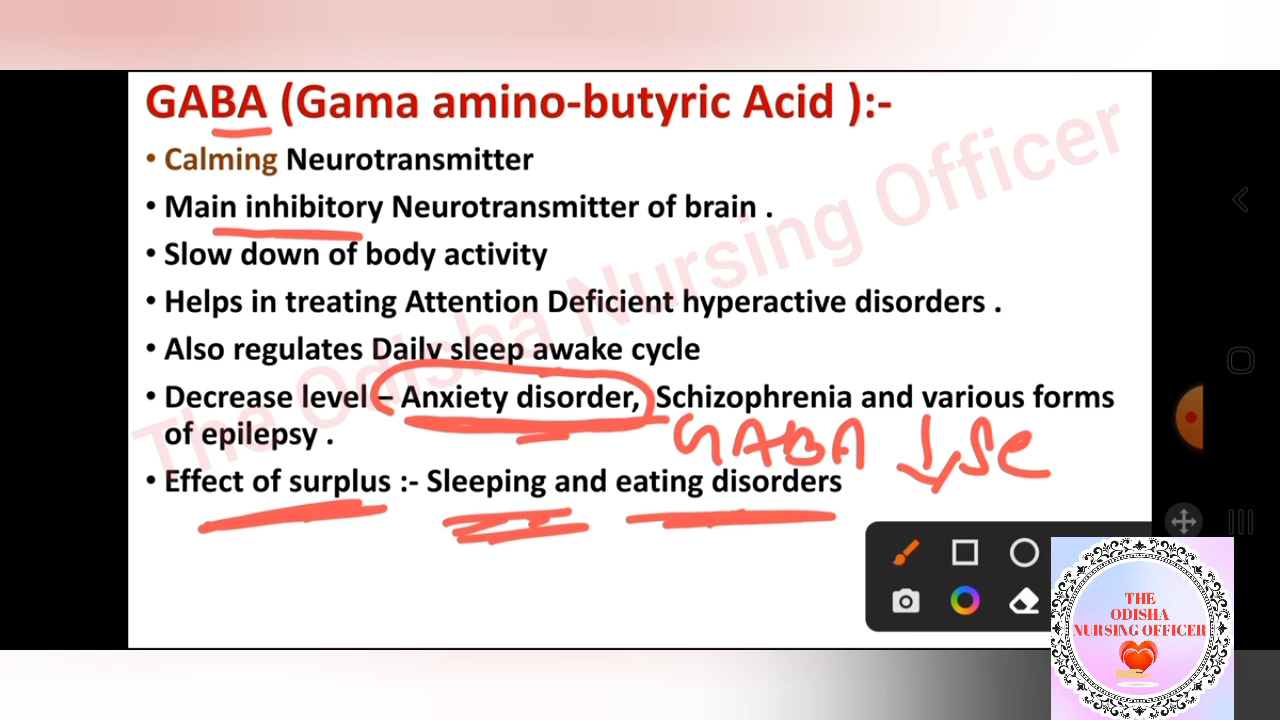 GABA (Gama amino-butyric Acid ):-
• Calming Neurotransmitter
• Main inhibitory Neurotransmitter of brain .
• Slow down of body activity
• Helps in treating Attention Deficient hyperactive disorders .
• Also regulates Daily sleep awake cycle
• Decrease level – Anxiety disorder, Schizophrenia and various forms
of epilepsy .
GABA ↓ se
• Effect of surplus :- Sleeping and eating disorders
The Odisha Nursing Officer
THE
ODISHA
NURSING OFFICER